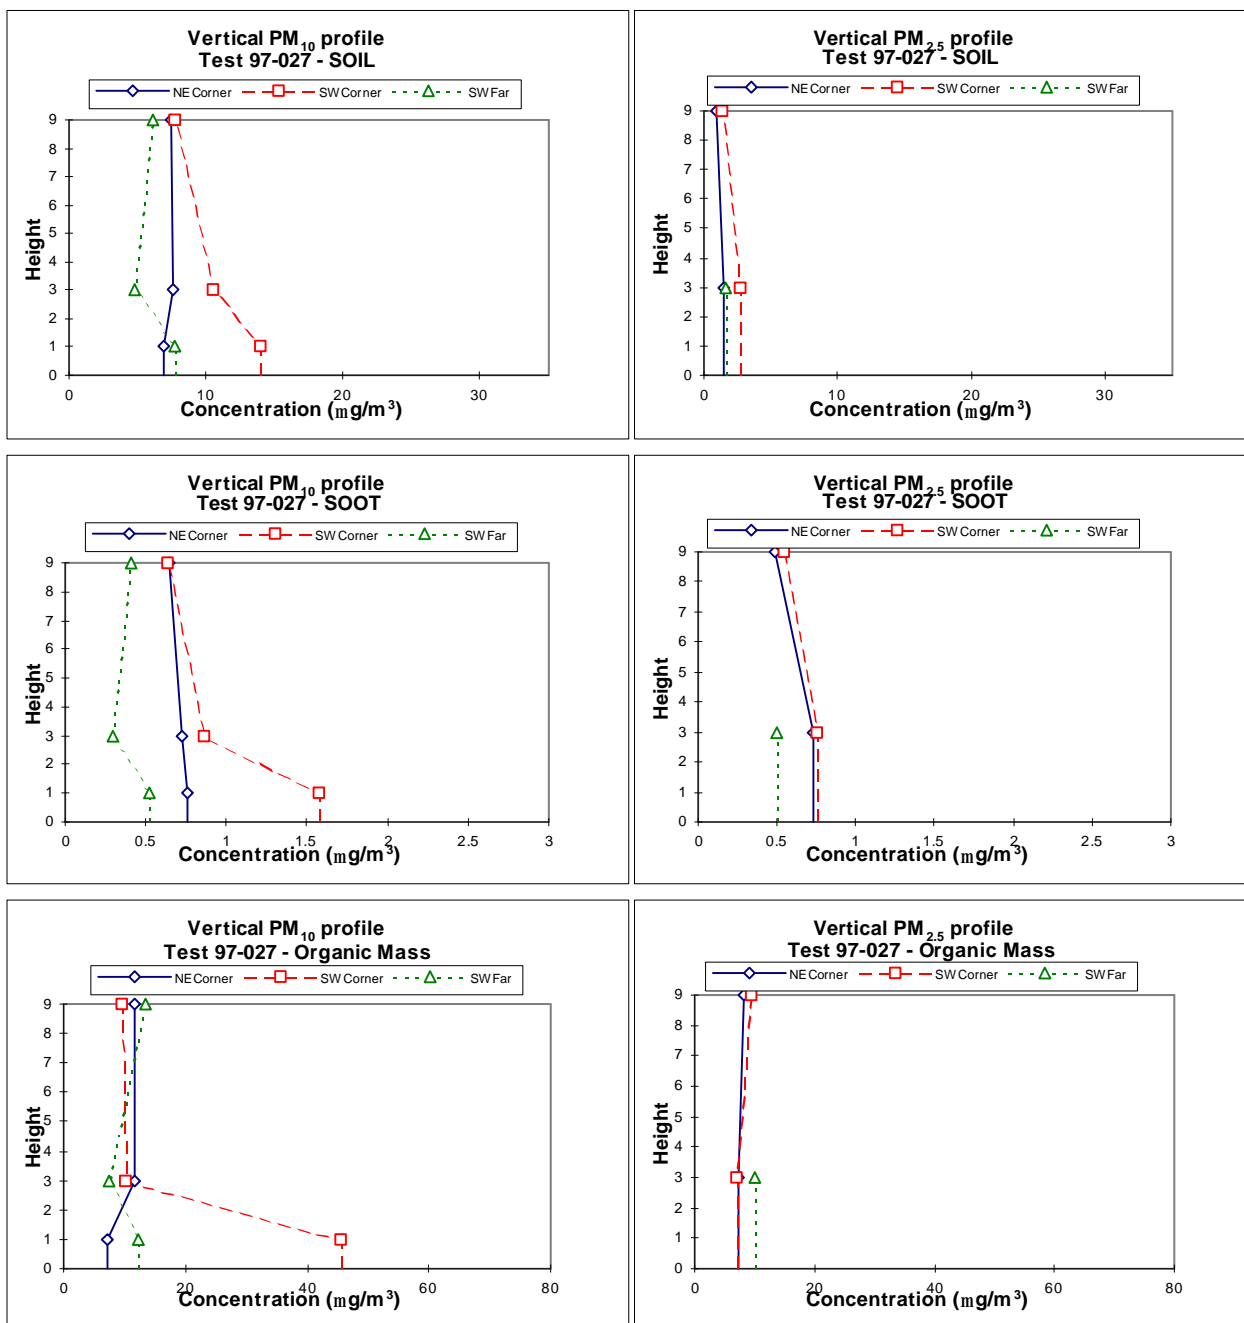 Vertical PM10 profile
Test 97-027 - SOIL
NE Corner SW Corner SW Far
9
8
7
6
5
4
3
2
1
0
Height
0 10 20 30
Concentration (mg/m³)
Vertical PM2.5 profile
Test 97-027 - SOIL
NE Corner SW Corner SW Far
9
8
7
6
5
4
3
2
1
0
Height
0 10 20 30
Concentration (mg/m³)
Vertical PM10 profile
Test 97-027 - SOOT
NE Corner SW Corner SW Far
9
8
7
6
5
4
3
2
1
0
Height
0 0.5 1 1.5 2 2.5 3
Concentration (mg/m³)
Vertical PM2.5 profile
Test 97-027 - SOOT
NE Corner SW Corner SW Far
9
8
7
6
5
4
3
2
1
0
Height
0 0.5 1 1.5 2 2.5 3
Concentration (mg/m³)
Vertical PM10 profile
Test 97-027 - Organic Mass
NE Corner SW Corner SW Far
9
8
7
6
5
4
3
2
1
0
Height
0 20 40 60 80
Concentration (mg/m³)
Vertical PM2.5 profile
Test 97-027 - Organic Mass
NE Corner SW Corner SW Far
9
8
7
6
5
4
3
2
1
0
Height
0 20 40 60 80
Concentration (mg/m³)